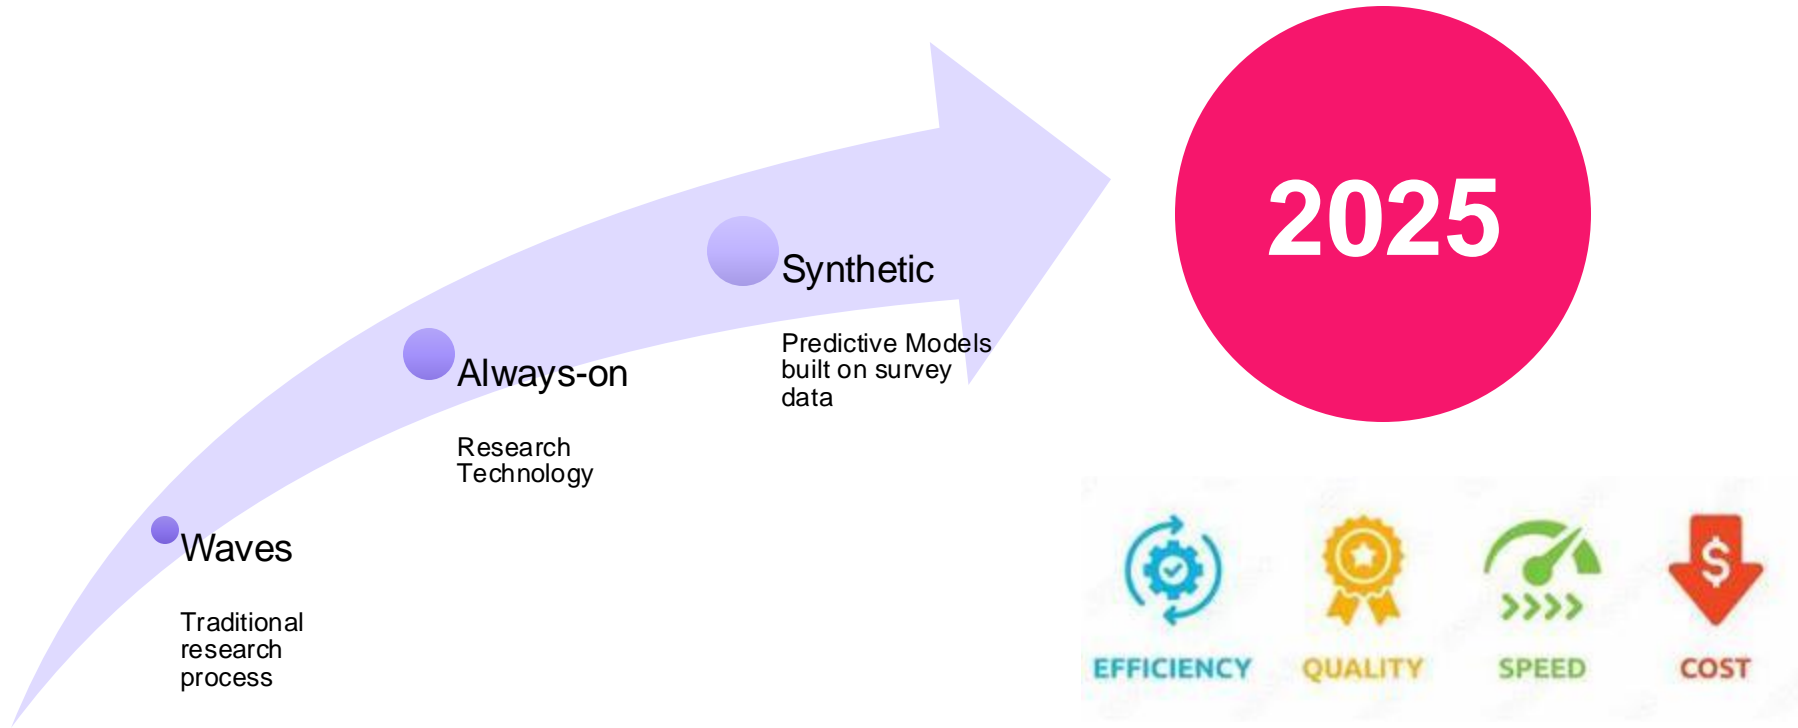 2025
Synthetic
Predictive Models
built on survey
data
Always-on
Research
Technology
Waves
Traditional
research
process
$
EFFICIENCY
QUALITY
SPEED
COST